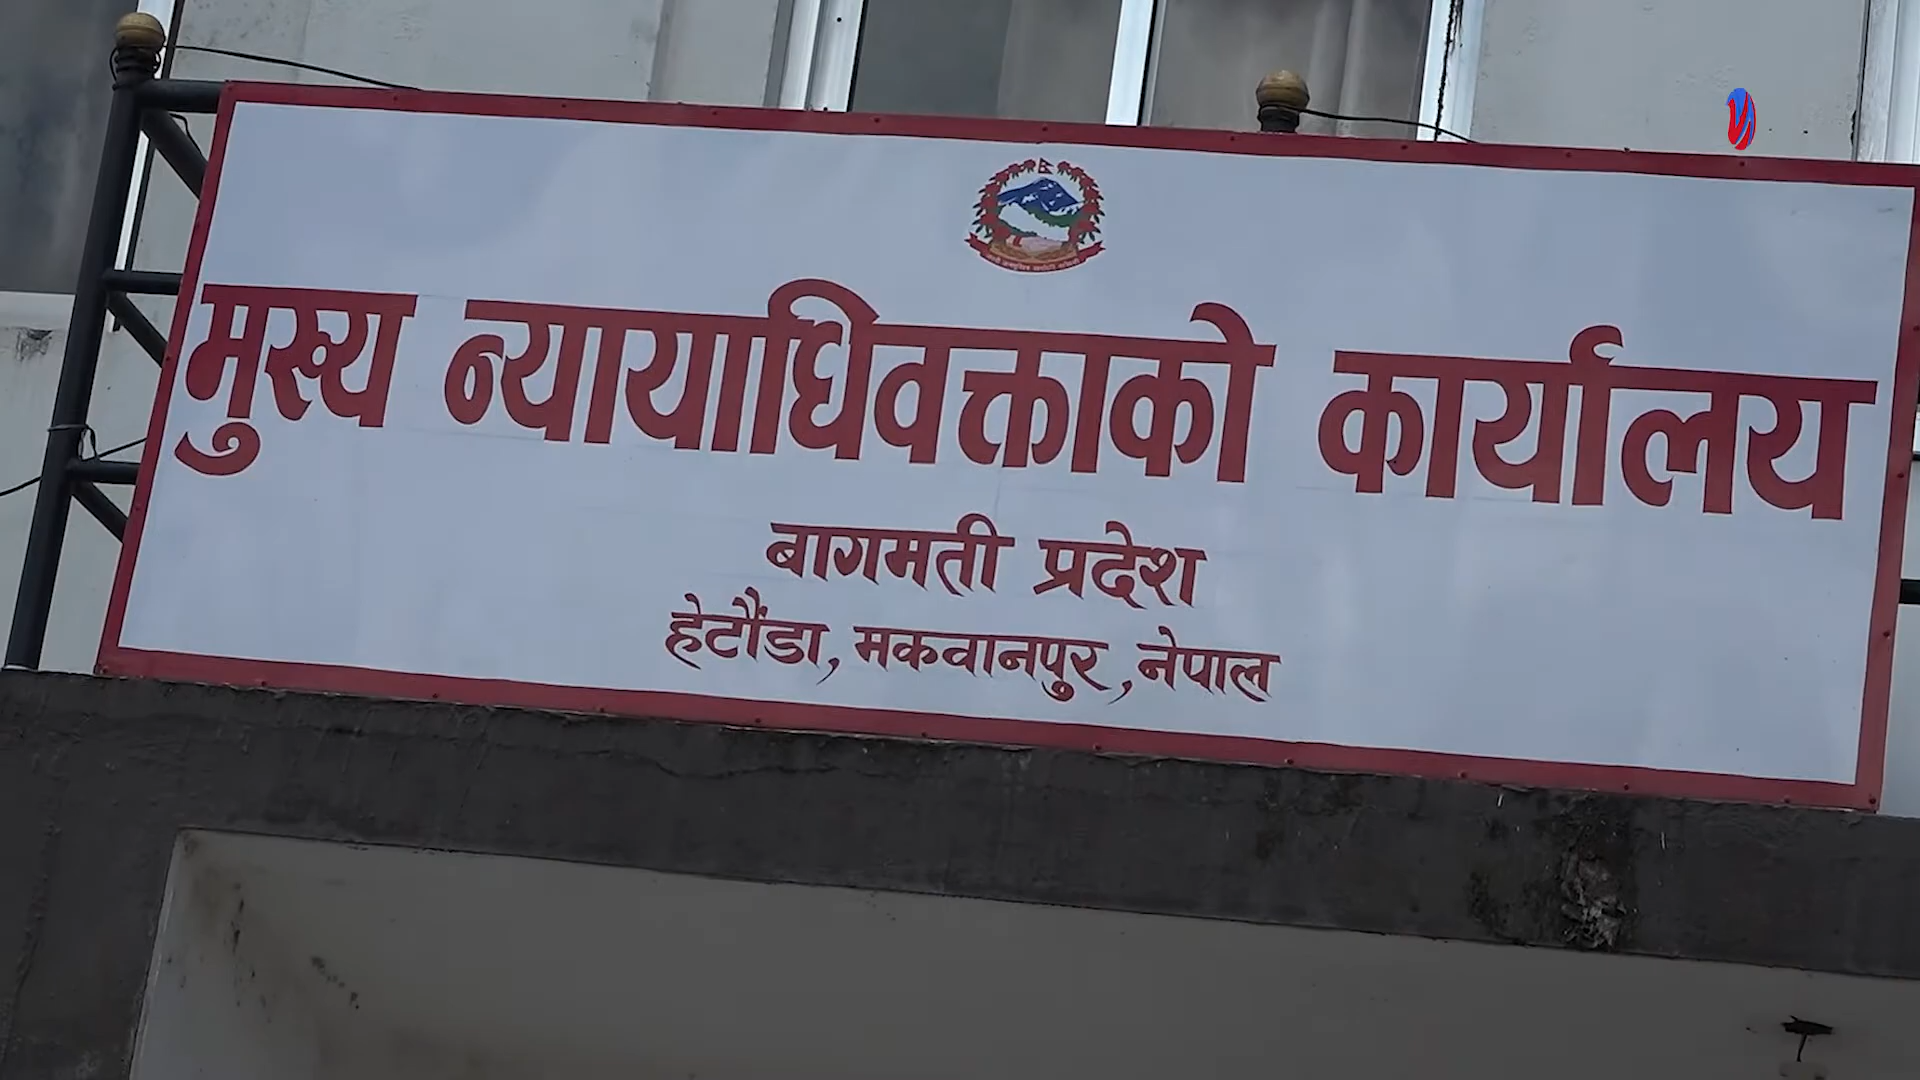 मुख्य न्यायाधिवक्ताको कार्यालय
बागमती प्रदेश
हेटौंडा, मकवानपुर, नेपाल